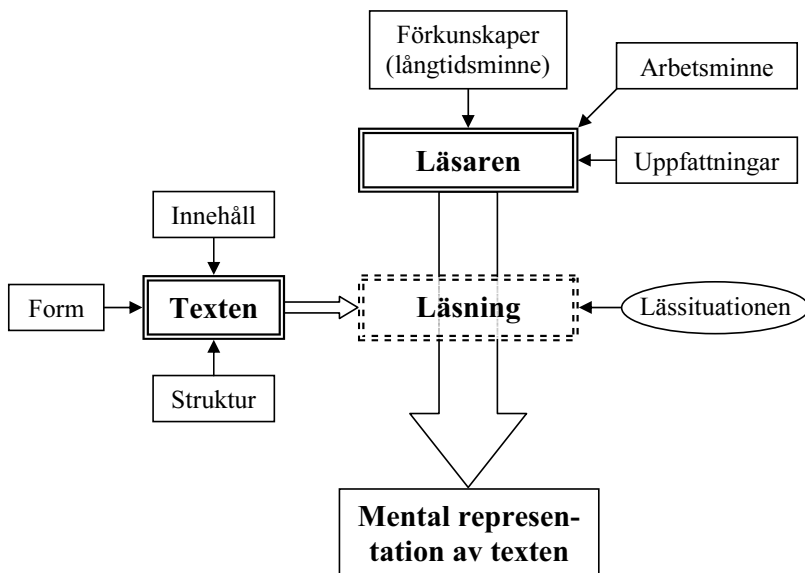 Förkunskaper
(långtidsminne)
Arbetsminne
Läsaren
Uppfattningar
Innehåll
Form
Texten
Läsning
Lässituationen
Struktur
Mental represen-
tation av texten